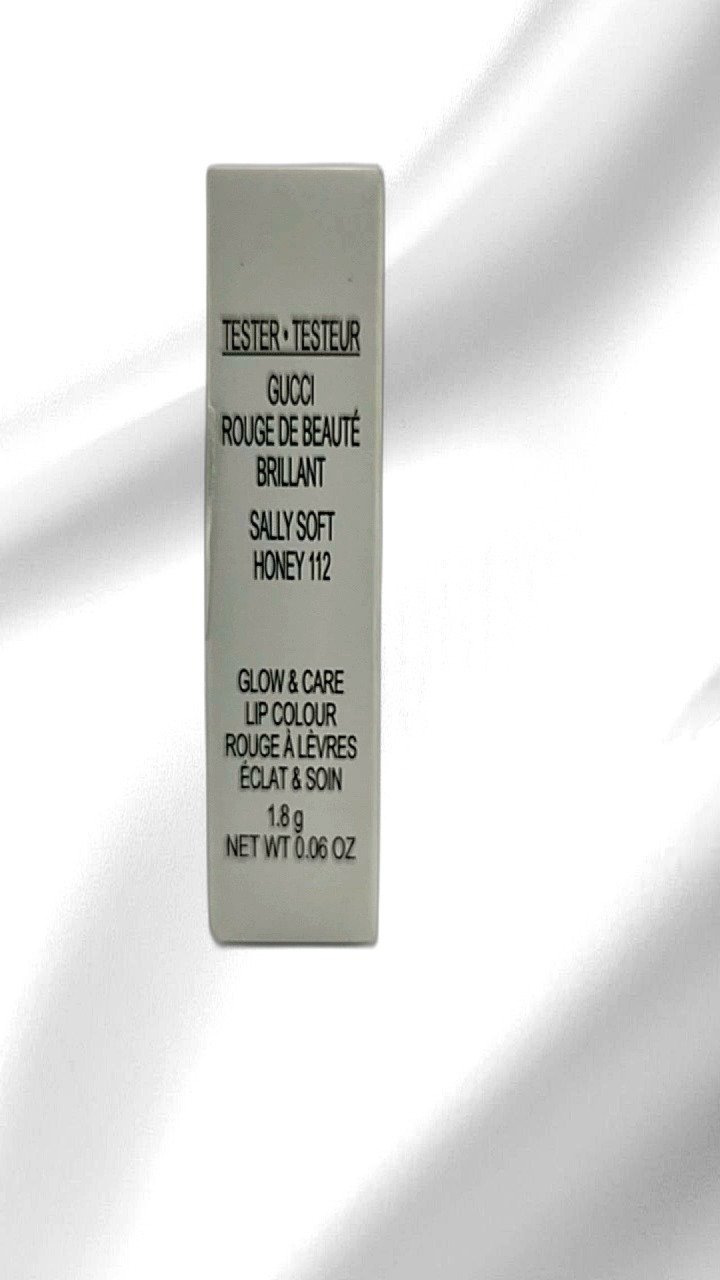 TESTER • TESTEUR
GUCCI
ROUGE DE BEAUTÉ
BRILLANT
SALLY SOFT
HONEY 112
GLOW & CARE
LIP COLOUR
ROUGE À LÈVRES
ÉCLAT & SOIN
1.8 g
NET WT 0.06 OZ